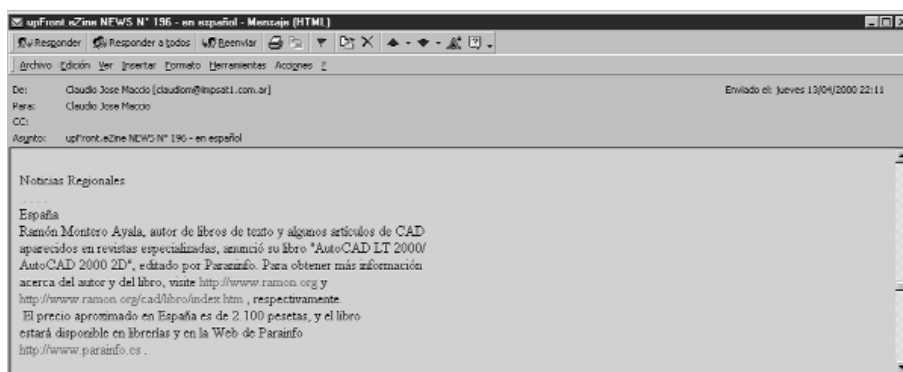 upFront.eZine NEWS N° 196 - en español - Mensaje (HTML)
Responder Responder a todos Reenviar
Archivo Edición Ver Insertar Formato Herramientas Acciones ?
De: Claudio Jose Maccio [claudiom@impsat1.com.ar] Enviado el: jueves 13/04/2000 22:11
Para: Claudio Jose Maccio
CC:
Asunto: upFront.eZine NEWS N° 196 - en español
Noticias Regionales
. . . .
España
Ramón Montero Ayala, autor de libros de texto y algunos artículos de CAD
aparecidos en revistas especializadas, anunció su libro "AutoCAD LT 2000/
AutoCAD 2000 2D", editado por Paraninfo. Para obtener más información
acerca del autor y del libro, visite http://www.ramon.org y
http://www.ramon.org/cad/libro/index.htm , respectivamente.
El precio aproximado en España es de 2.100 pesetas, y el libro
estará disponible en librerías y en la Web de Parainfo
http://www.parainfo.es .